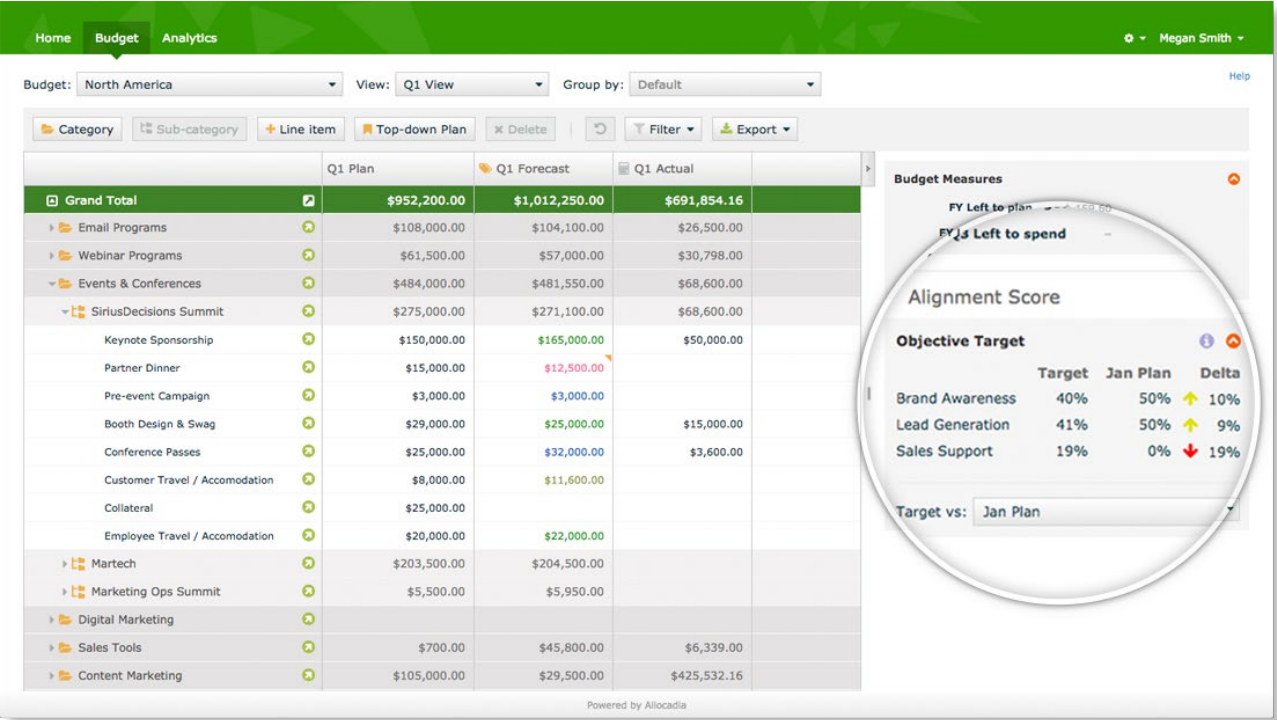 Home Budget Analytics Megan Smith
Help
Budget: North America View: Q1 View Group by: Default
Category Sub-category Line item Top-down Plan Delete Filter Export
Q1 Plan Q1 Forecast Q1 Actual
Grand Total $952,200.00 $1,012,250.00 $691,854.16
Email Programs $108,000.00 $104,100.00 $26,500.00
Webinar Programs $61,500.00 $57,000.00 $30,798.00
Events & Conferences $484,000.00 $481,550.00 $68,600.00
SiriusDecisions Summit $275,000.00 $271,100.00 $68,600.00
Keynote Sponsorship $150,000.00 $165,000.00 $50,000.00
Partner Dinner $15,000.00 $12,500.00
Pre-event Campaign $3,000.00 $3,000.00
Booth Design & Swag $29,000.00 $25,000.00 $15,000.00
Conference Passes $25,000.00 $32,000.00 $3,600.00
Customer Travel / Accomodation $8,000.00 $11,600.00
Collateral $25,000.00
Employee Travel / Accomodation $20,000.00 $22,000.00
Martech $203,500.00 $204,500.00
Marketing Ops Summit $5,500.00 $5,950.00
Digital Marketing
Sales Tools $700.00 $45,800.00 $6,339.00
Content Marketing $105,000.00 $29,500.00 $425,532.16
Budget Measures
FY Left to plan
Left to spend –
Alignment Score
Objective Target
Target Jan Plan Delta
Brand Awareness 40% 50% 10%
Lead Generation 41% 50% 9%
Sales Support 19% 0% 19%
Target vs: Jan Plan
Powered by Allocadia